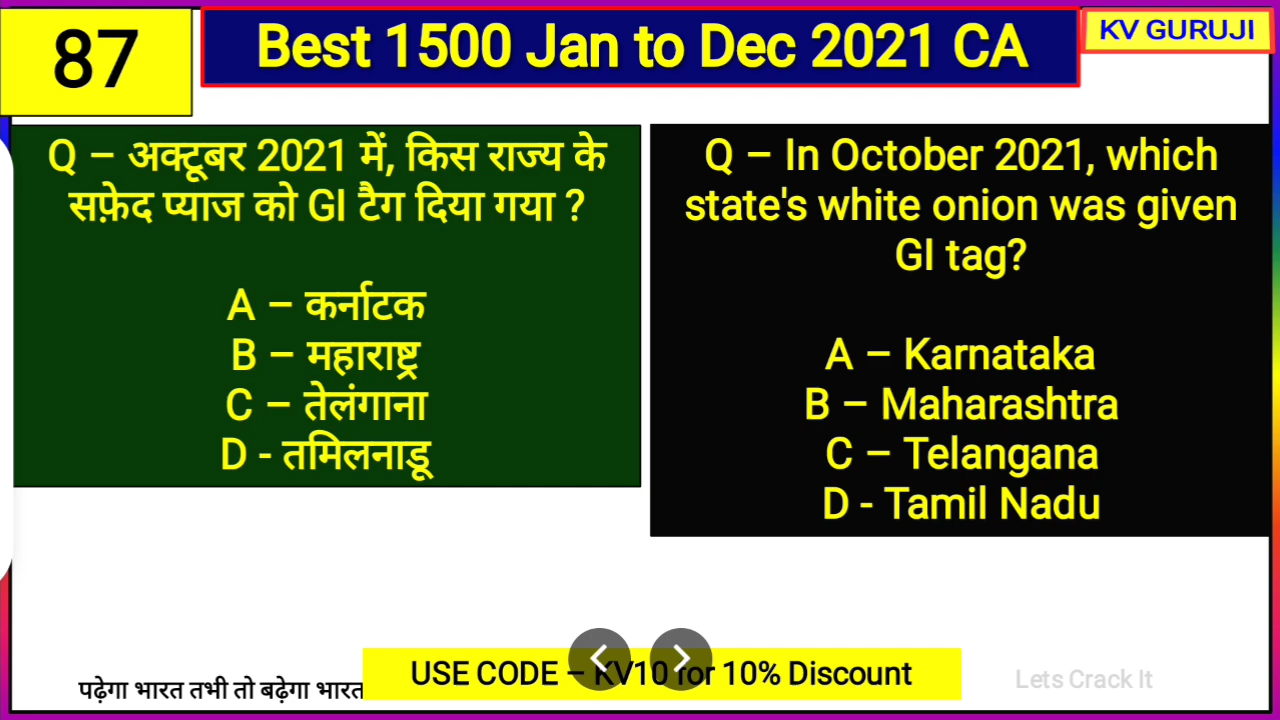 87
Best 1500 Jan to Dec 2021 CA
KV GURUJI
Q – अक्टूबर 2021 में, किस राज्य के
सफ़ेद प्याज को GI टैग दिया गया ?
A – कर्नाटक
B – महाराष्ट्र
C – तेलंगाना
D - तमिलनाडू
Q – In October 2021, which
state's white onion was given
GI tag?
A – Karnataka
B – Maharashtra
C – Telangana
D - Tamil Nadu
पढ़ेगा भारत तभी तो बढ़ेगा भारत
USE CODE – KV10 for 10% Discount
Lets Crack It